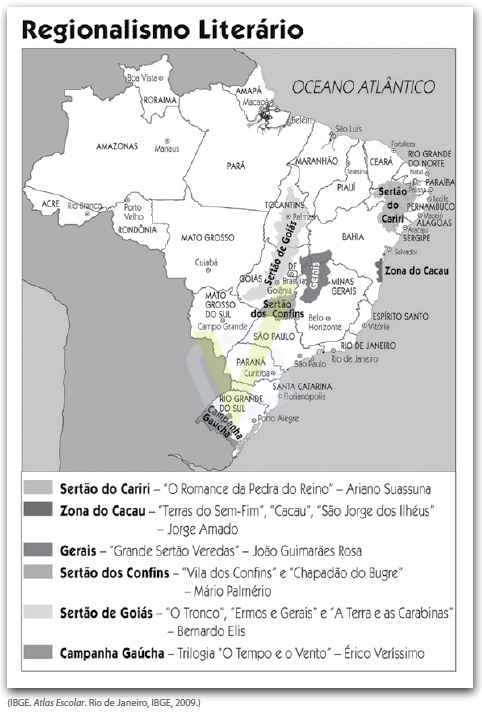 Regionalismo Literário
OCEANO ATLÂNTICO
Boa Vista
RORAIMA
AMAPÁ
Macapá
Belém
São Luís
Fortaleza
AMAZONAS
Manaus
PARÁ
MARANHÃO
Teresina
CEARÁ
RIO GRANDE
DO NORTE
Natal
PIAUÍ
Sertão
do
Cariri
PARAÍBA
João
Pessoa
Recife
PERNAMBUCO
Maceió
ALAGOAS
Aracaju
SERGIPE
ACRE
Rio Branco
Porto
Velho
RONDÔNIA
TOCANTINS
Palmas
Sertão de Goiás
BAHIA
Salvador
MATO GROSSO
Cuiabá
GOIÁS
DF
Brasília
Goiânia
Gerais
Zona do Cacau
MINAS
GERAIS
MATO
GROSSO
DO SUL
Campo Grande
Sertão
dos Confins
Belo
Horizonte
ESPÍRITO SANTO
Vitória
SÃO PAULO
São Paulo
RIO DE JANEIRO
Rio de Janeiro
PARANÁ
Curitiba
SANTA CATARINA
Florianópolis
RIO GRANDE
DO SUL
Campanha
Gaúcha
Porto Alegre
Sertão do Cariri – “O Romance da Pedra do Reino” – Ariano Suassuna
Zona do Cacau – “Terras do Sem-Fim”, “Cacau”, “São Jorge dos Ilhéus”
– Jorge Amado
Gerais – “Grande Sertão Veredas” – João Guimarães Rosa
Sertão dos Confins – “Vila dos Confins” e “Chapadão do Bugre”
– Mário Palmério
Sertão de Goiás – “O Tronco”, “Ermos e Gerais” e “A Terra e as Carabinas”
– Bernardo Elis
Campanha Gaúcha – Trilogia “O Tempo e o Vento” – Érico Veríssimo
(IBGE. Atlas Escolar. Rio de Janeiro, IBGE, 2009.)